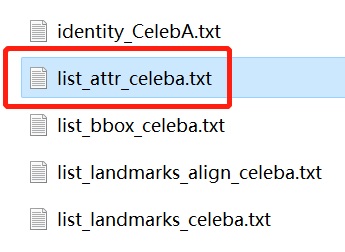 identity_CelebA.txt
list_attr_celeba.txt
list_bbox_celeba.txt
list_landmarks_align_celeba.txt
list_landmarks_celeba.txt